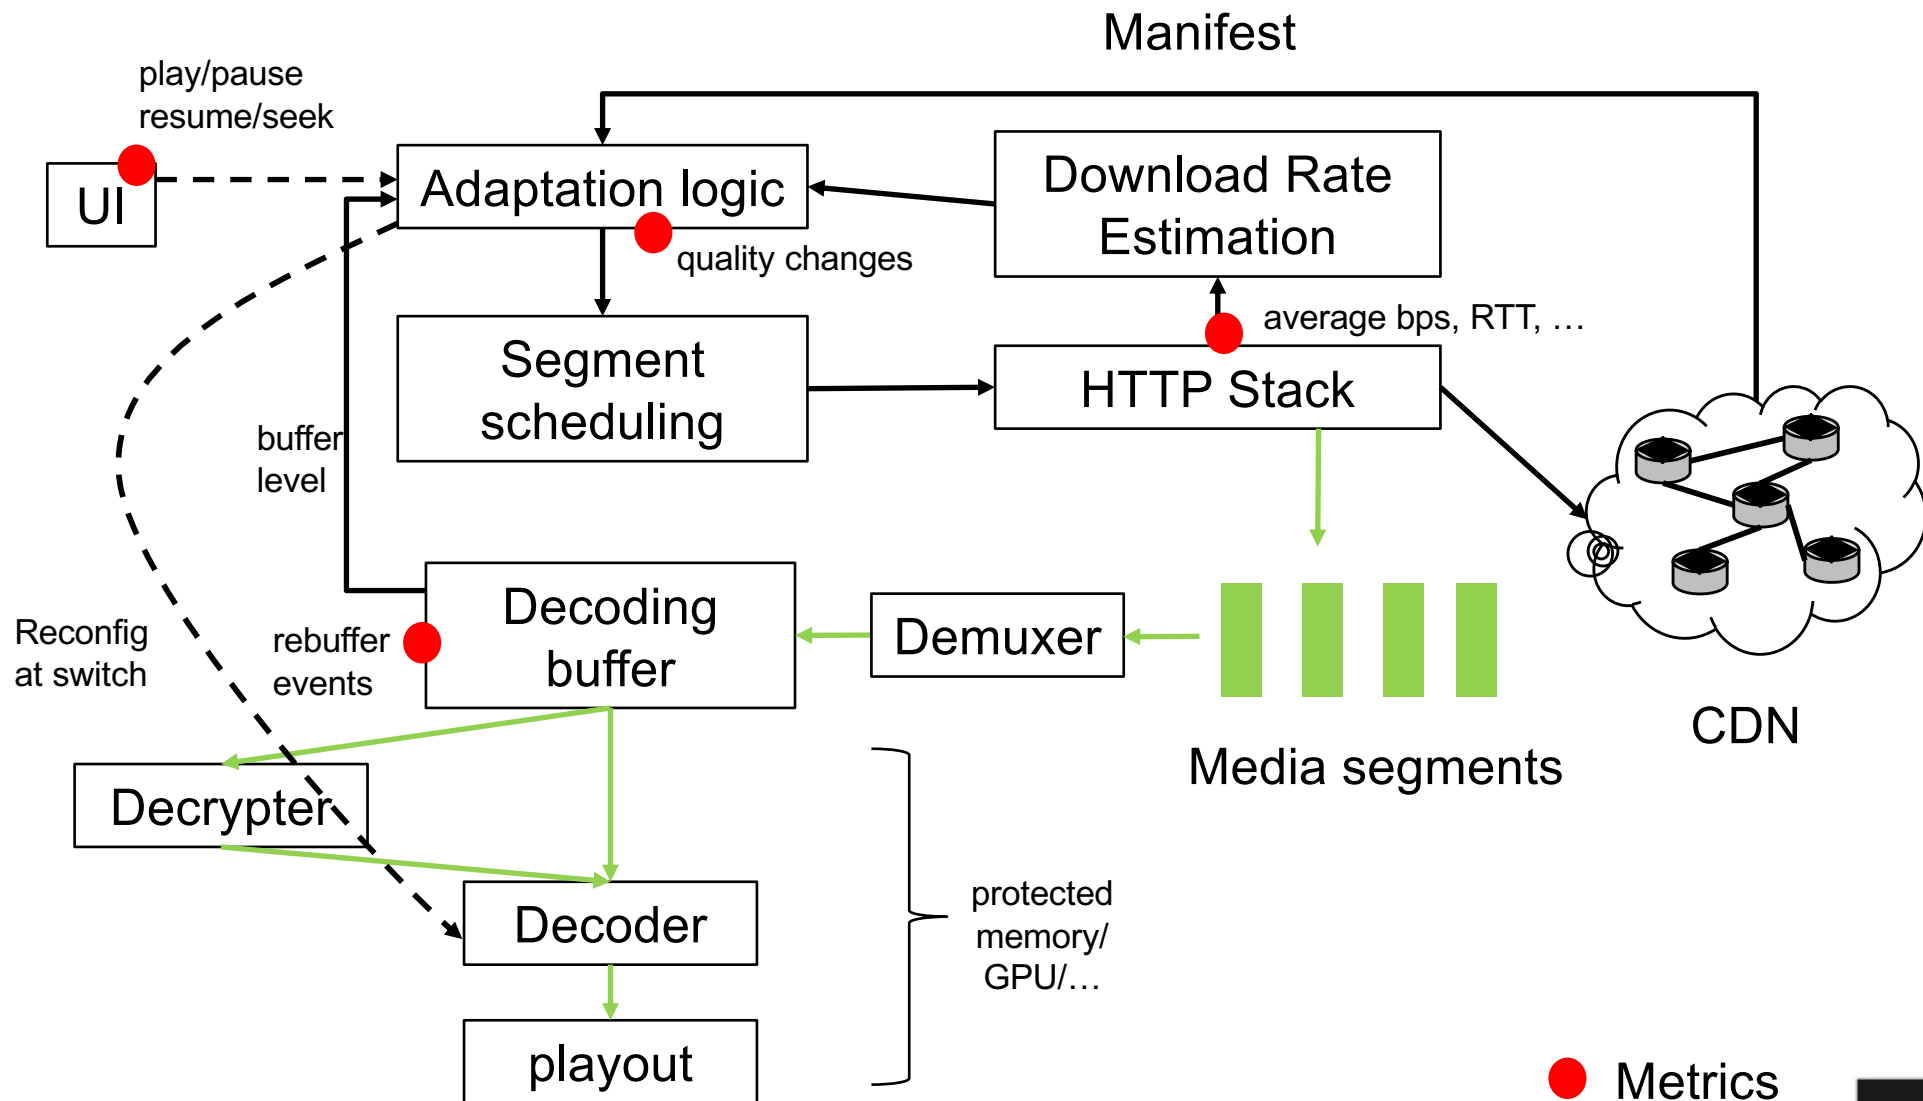 Manifest
play/pause
resume/seek
UI
Adaptation logic
Download Rate
Estimation
quality changes
average bps, RTT, …
Segment
scheduling
HTTP Stack
buffer
level
Decoding
buffer
Demuxer
Reconfig
at switch
rebuffer
events
CDN
Media segments
Decrypter
Decoder
protected
memory/
GPU/…
playout
Metrics